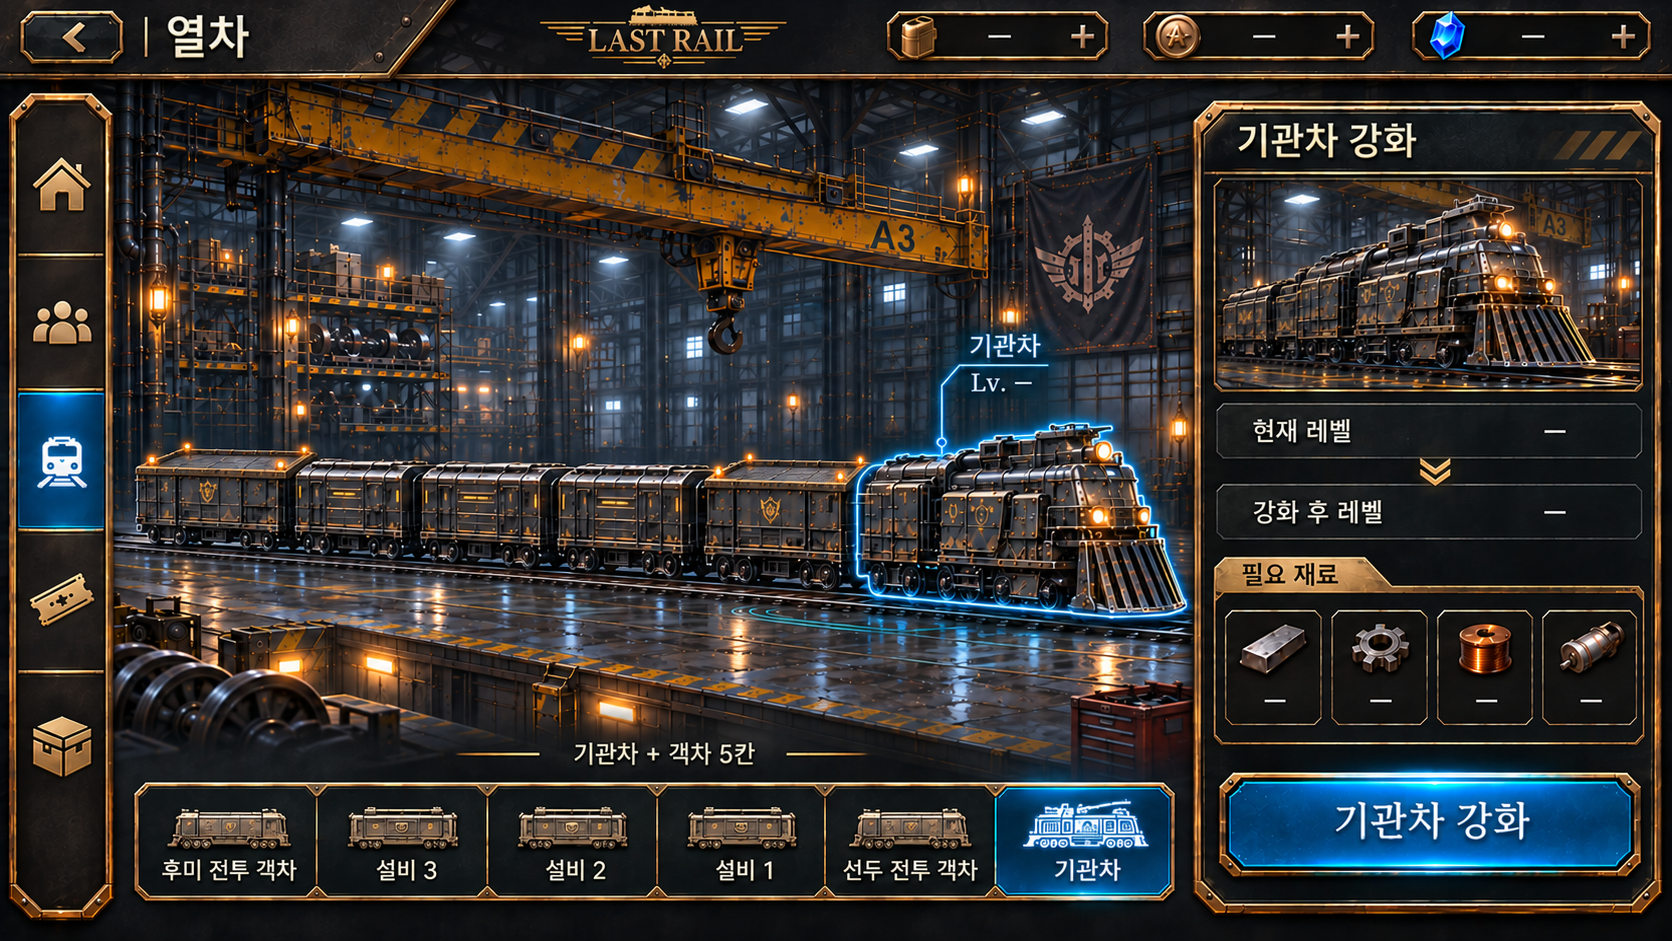 열차
LAST RAIL
—
A
—
—
A3
기관차
Lv. —
기관차 + 객차 5칸
후미 전투 객차
설비 3
설비 2
설비 1
선두 전투 객차
기관차
기관차 강화
A3
현재 레벨 —
강화 후 레벨 —
필요 재료
— — — —
기관차 강화